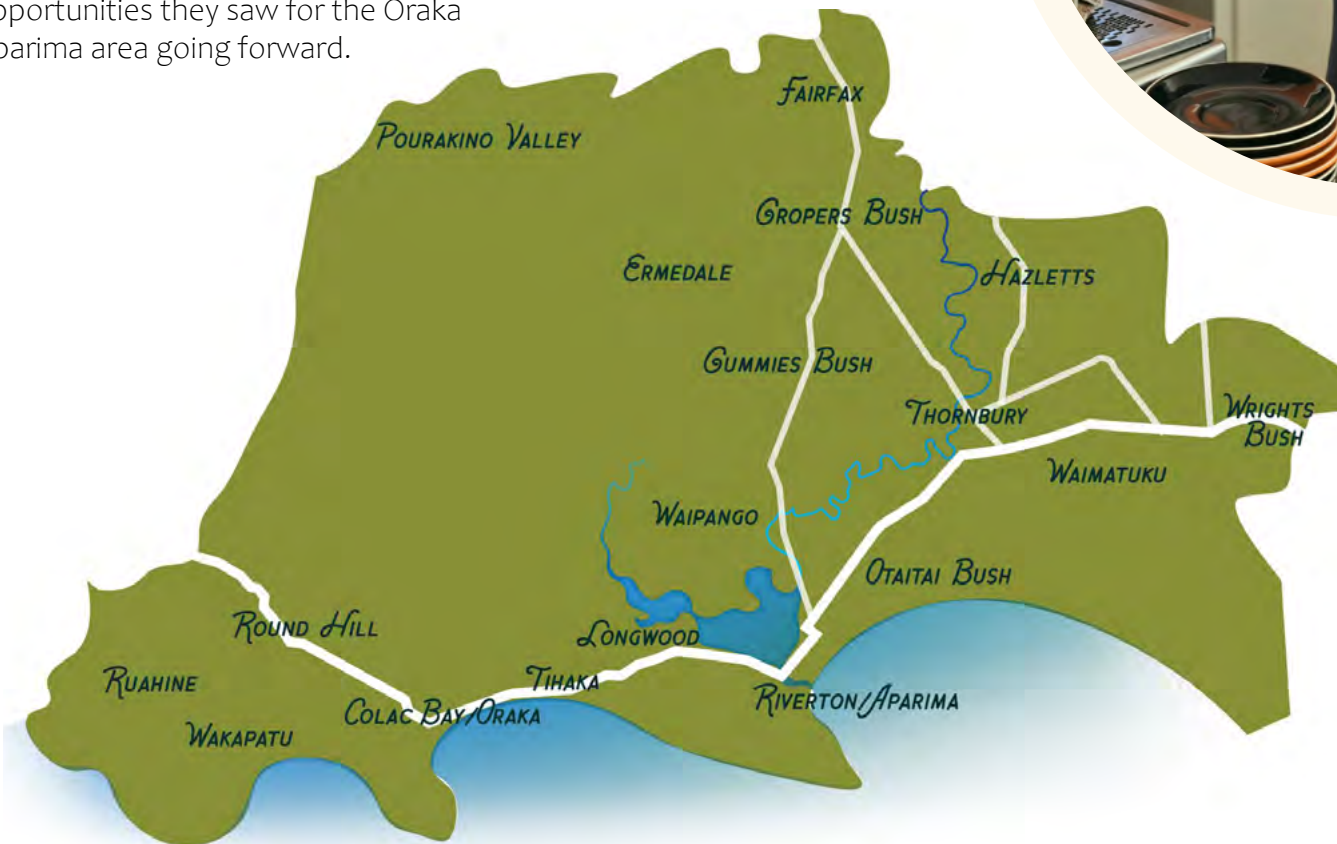 pportunities they saw for the Oraka
parima area going forward.
FAIRFAX
POURAKINO VALLEY
GROPERS BUSH
ERMEDALE
HAZLETTS
GUMMIES BUSH
THORNBURY
WRIGHTS
BUSH
WAIMATUKU
WAIPANGO
OTAITAI BUSH
ROUND HILL
LONGWOOD
RUAHINE
TIHAKA
RIVERTON/APARIMA
COLAC BAY/ORAKA
WAKAPATU